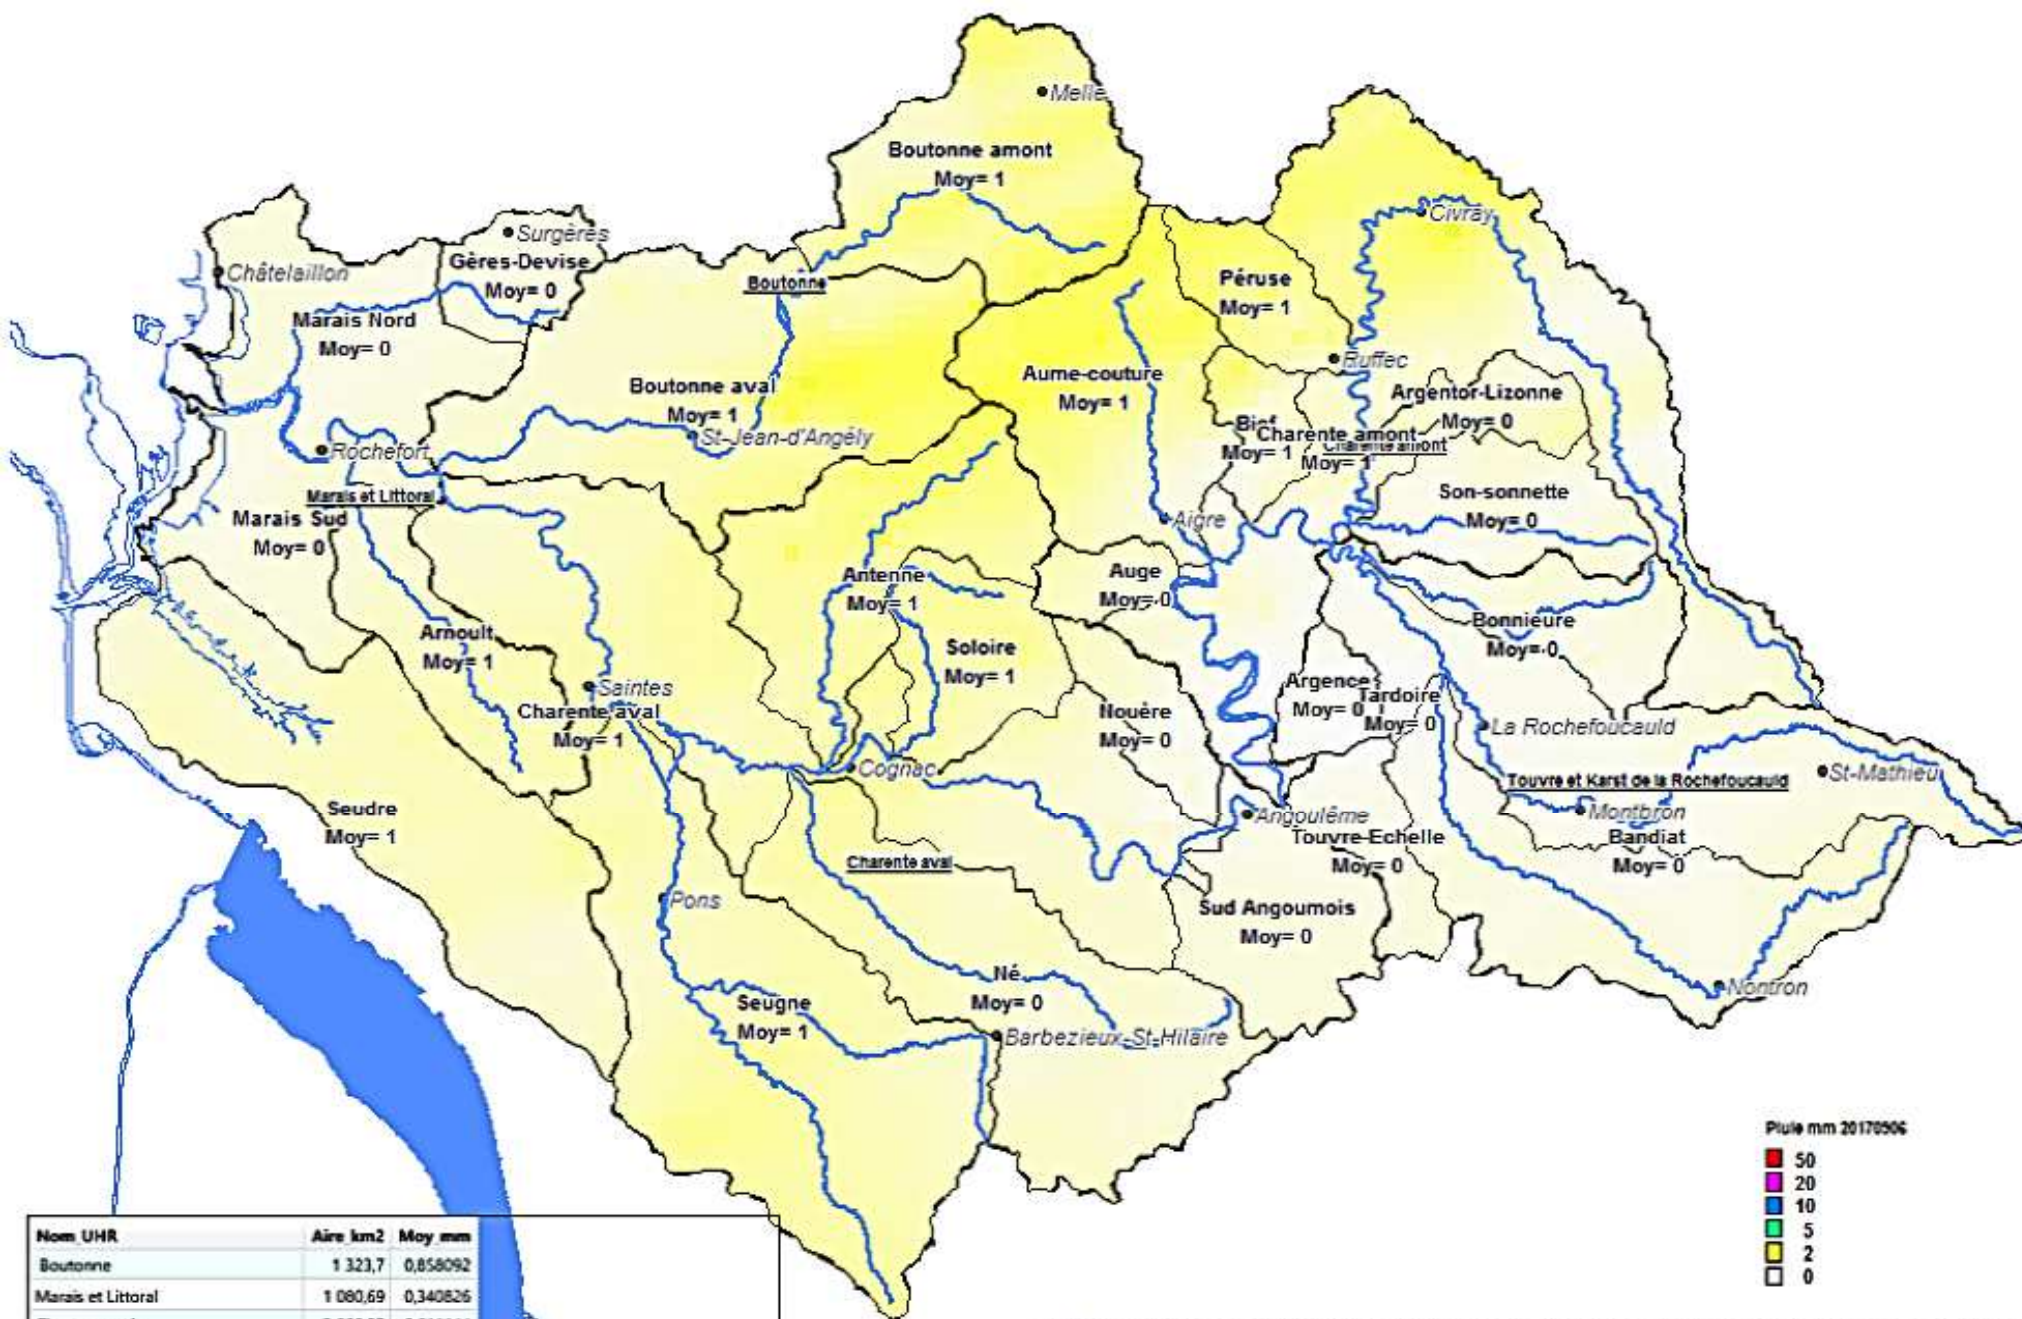 Melle
Boutonne amont
Moy= 1
Civray
Surgères
Gères-Devise
Moy= 0
Châtelaillon
Boutonne
Péruse
Moy= 1
Marais Nord
Moy= 0
Ruffec
Boutonne aval
Moy= 1
Aume-couture
Moy= 1
Argentor-Lizonne
Moy= 0
St-Jean-d'Angély
Rochefort
Bief
Moy= 1
Charente amont
Charente amont
Moy= 1
Marais et Littoral
Marais Sud
Moy= 0
Son-sonnette
Moy= 0
Aigre
Antenne
Moy= 1
Auge
Moy= 0
Arnoult
Moy= 1
Soloire
Moy= 1
Bonnieure
Moy= 0
Saintes
Charente aval
Moy= 1
Nouère
Moy= 0
Argence
Moy= 0
Tardoire
Moy= 0
La Rochefoucauld
Cognac
Touvre et Karst de la Rochefoucauld
St-Mathieu
Seudre
Moy= 1
Angoulême
Montbron
Touvre-Echelle
Moy= 0
Bandiat
Moy= 0
Charente aval
Pons
Sud Angoumois
Moy= 0
Né
Moy= 0
Seugne
Moy= 1
Nontron
Barbezieux-St-Hilaire
Pluie mm 20170906
50
20
10
5
2
0
Nom_UHR Aire_km2 Moy_mm
Boutonne 1 323,7 0,858092
Marais et Littoral 1 080,69 0,340826